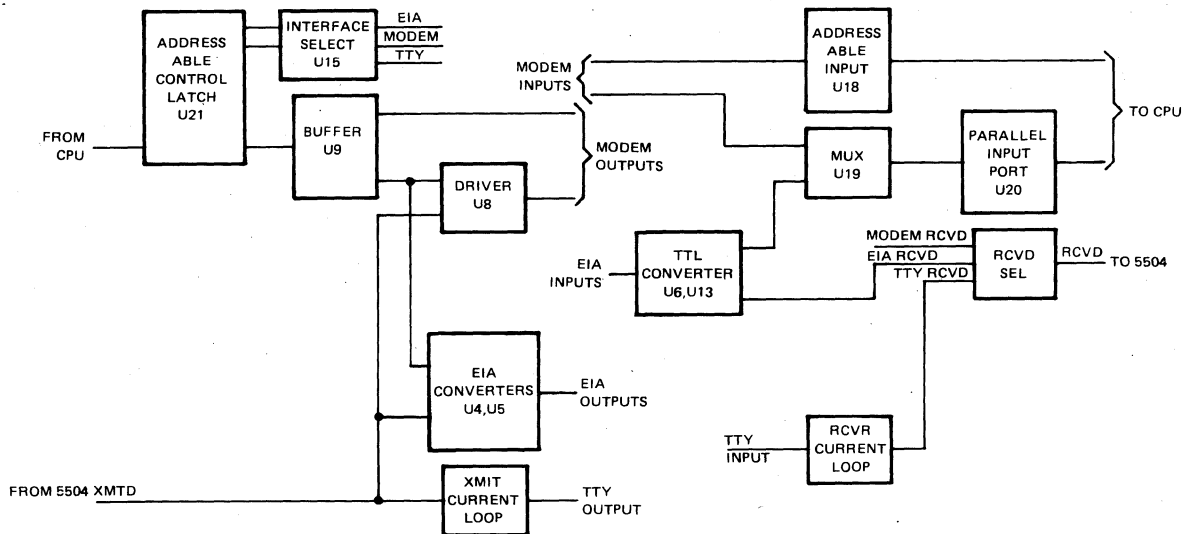 ADDRESS
ABLE
CONTROL
LATCH
U21
INTERFACE
SELECT
U15
EIA
MODEM
TTY
FROM
CPU
BUFFER
U9
DRIVER
U8
MODEM
OUTPUTS
MODEM
INPUTS
ADDRESS
ABLE
INPUT
U18
MUX
U19
PARALLEL
INPUT
PORT
U20
TO CPU
EIA
INPUTS
TTL
CONVERTER
U6,U13
MODEM RCVD
EIA RCVD
TTY RCVD
RCVD
SEL
RCVD
TO 5504
EIA
CONVERTERS
U4,U5
EIA
OUTPUTS
TTY
INPUT
RCVR
CURRENT
LOOP
FROM 5504 XMTD
XMIT
CURRENT
LOOP
TTY
OUTPUT